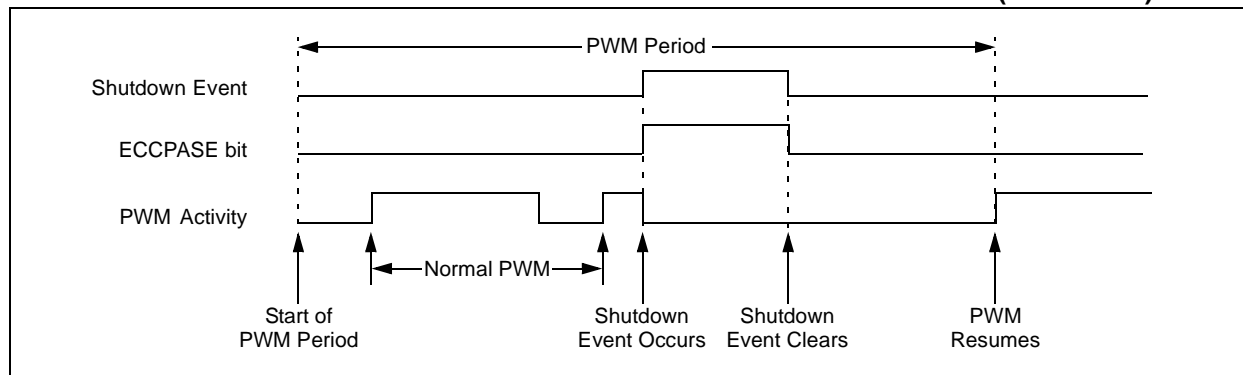 PWM Period
Shutdown Event
ECCPASE bit
PWM Activity
Normal PWM
Start of
PWM Period
Shutdown
Event Occurs
Shutdown
Event Clears
PWM
Resumes